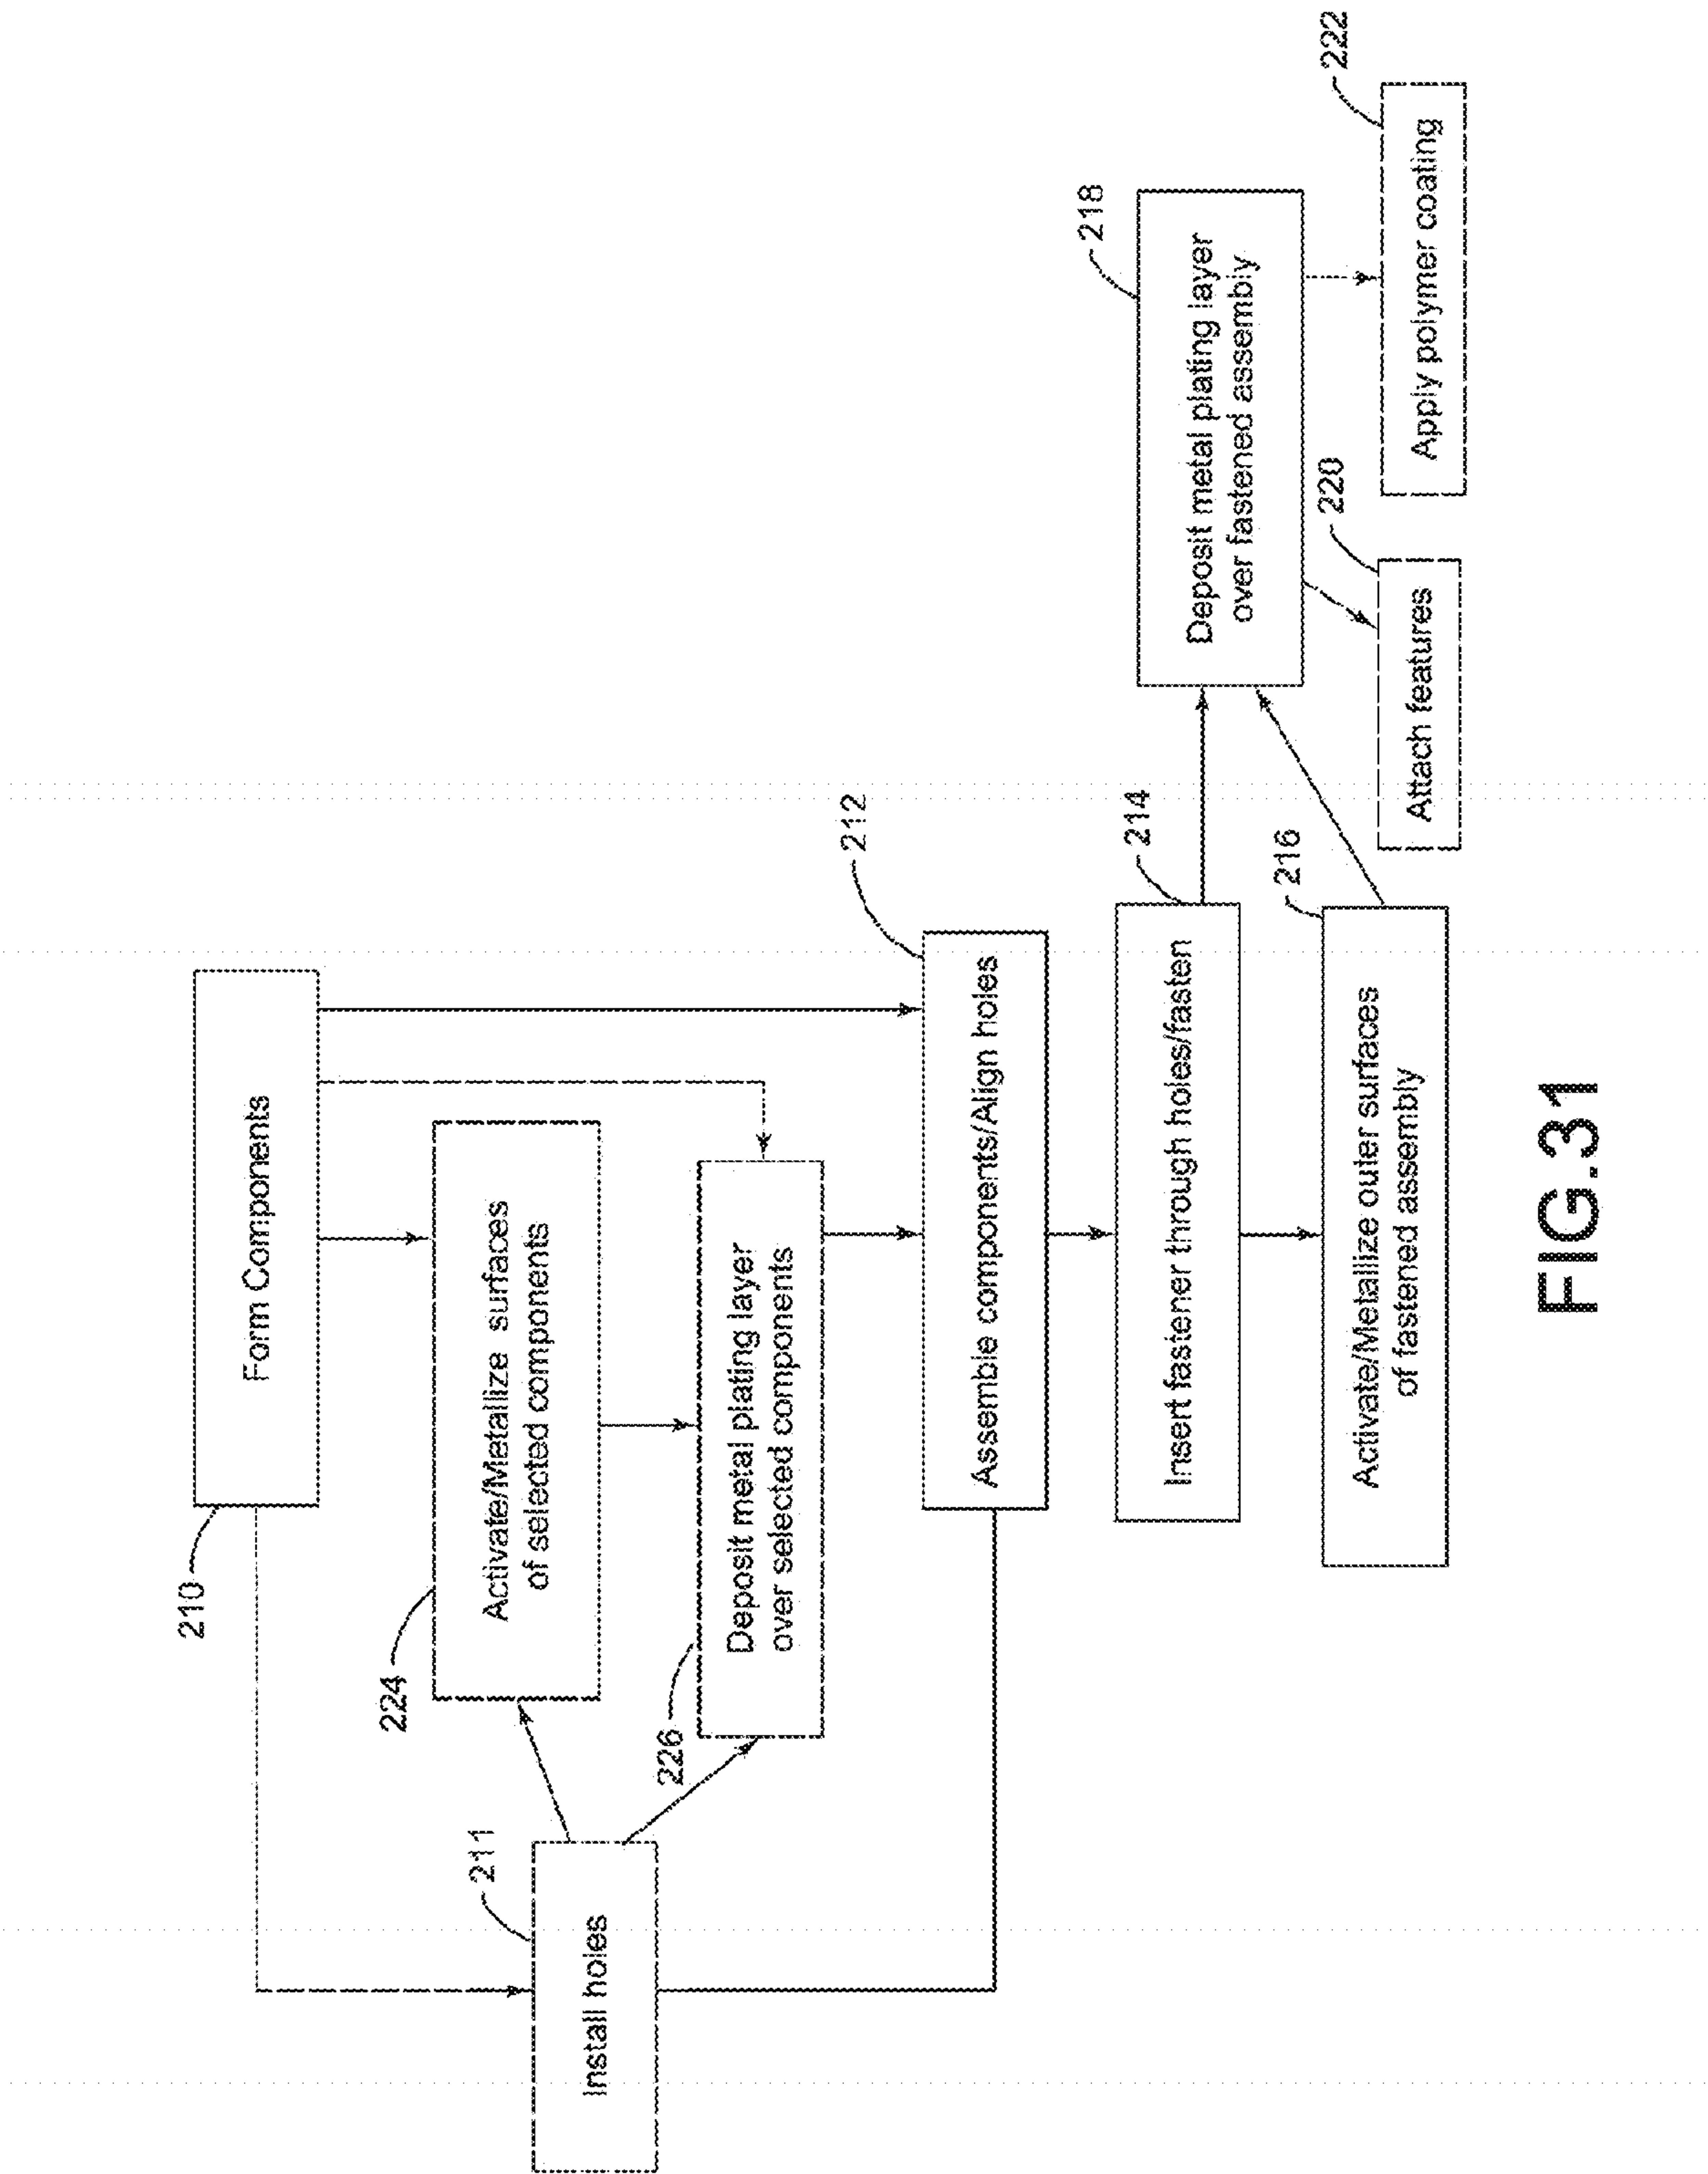 210
Form Components
224
Activate/Metallize surfaces
of selected components
211
Install holes
226
Deposit metal plating layer
over selected components
212
Assemble components/Align holes
214
Insert fastener through holes/fasten
216
Activate/Metallize outer surfaces
of fastened assembly
218
Deposit metal plating layer
over fastened assembly
220
Attach features
222
Apply polymer coating
FIG.31